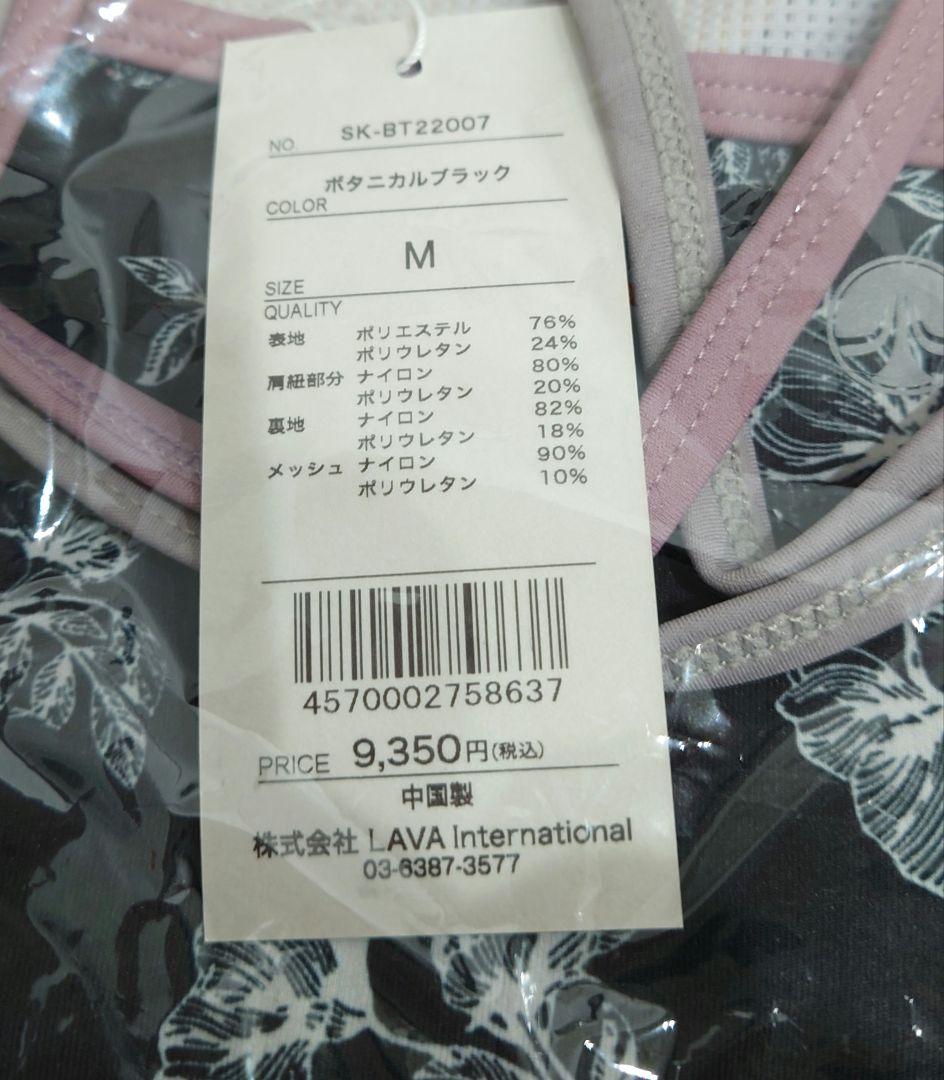 NO. SK-BT22007
ボタニカルブラック
COLOR
M
SIZE
QUALITY
表地 ポリエステル 76%
ポリウレタン 24%
肩紐部分 ナイロン 80%
ポリウレタン 20%
裏地 ナイロン 82%
ポリウレタン 18%
メッシュ ナイロン 90%
ポリウレタン 10%
4570002758637
PRICE 9,350円(税込)
中国製
株式会社 LAVA International
03-6387-3577